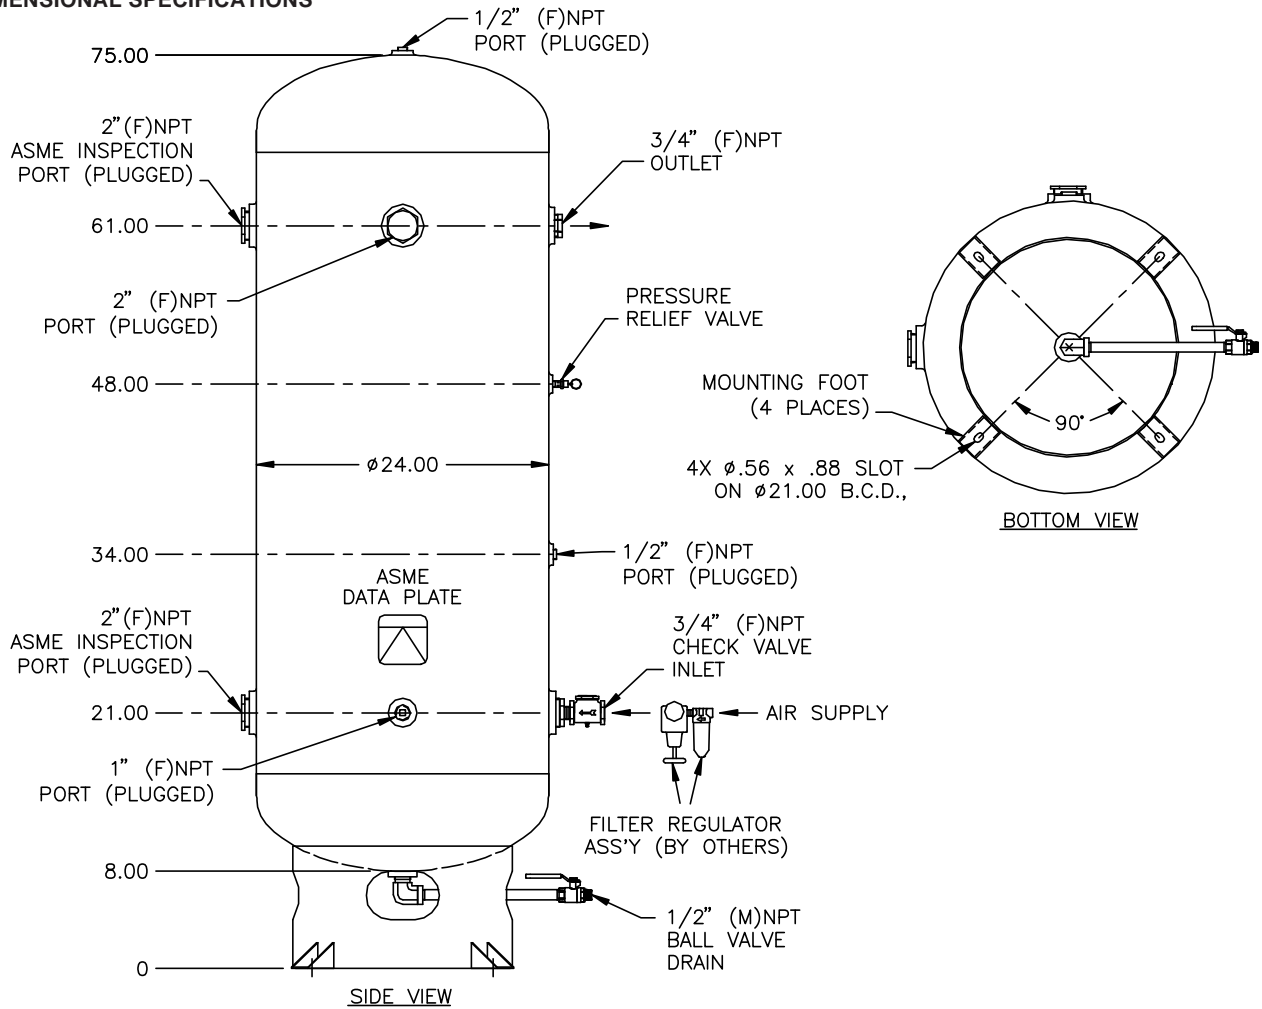 MENSIONAL SPECIFICATIONS
1/2” (F)NPT
PORT (PLUGGED)
75.00
2”(F)NPT
ASME INSPECTION
PORT (PLUGGED)
3/4” (F)NPT
OUTLET
61.00
2” (F)NPT
PORT (PLUGGED)
PRESSURE
RELIEF VALVE
48.00
ø24.00
34.00
1/2” (F)NPT
PORT (PLUGGED)
ASME
DATA PLATE
2”(F)NPT
ASME INSPECTION
PORT (PLUGGED)
3/4” (F)NPT
CHECK VALVE
INLET
21.00
AIR SUPPLY
1” (F)NPT
PORT (PLUGGED)
FILTER REGULATOR
ASS'Y (BY OTHERS)
8.00
1/2” (M)NPT
BALL VALVE
DRAIN
0
SIDE VIEW
MOUNTING FOOT
(4 PLACES)
90°
4X ø.56 x .88 SLOT
ON ø21.00 B.C.D.,
BOTTOM VIEW